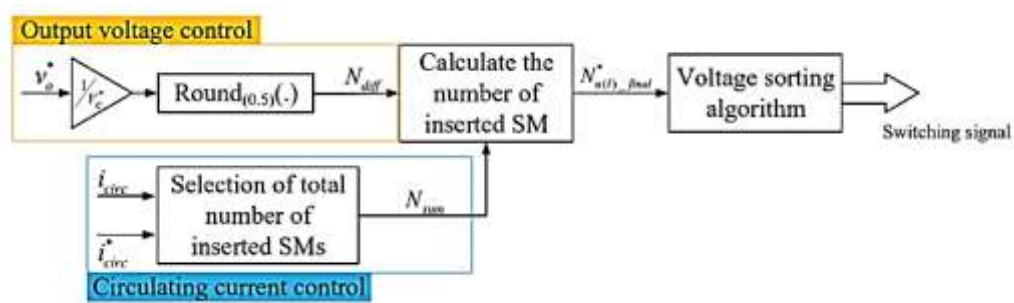 Output voltage control
v*o
1/v*c
Round(0.5)(.)
Ndiff
Calculate the
number of
inserted SM
N*u(l)_final
Voltage sorting
algorithm
Switching signal
icirc
i*circ
Selection of total
number of
inserted SMs
Nsum
Circulating current control